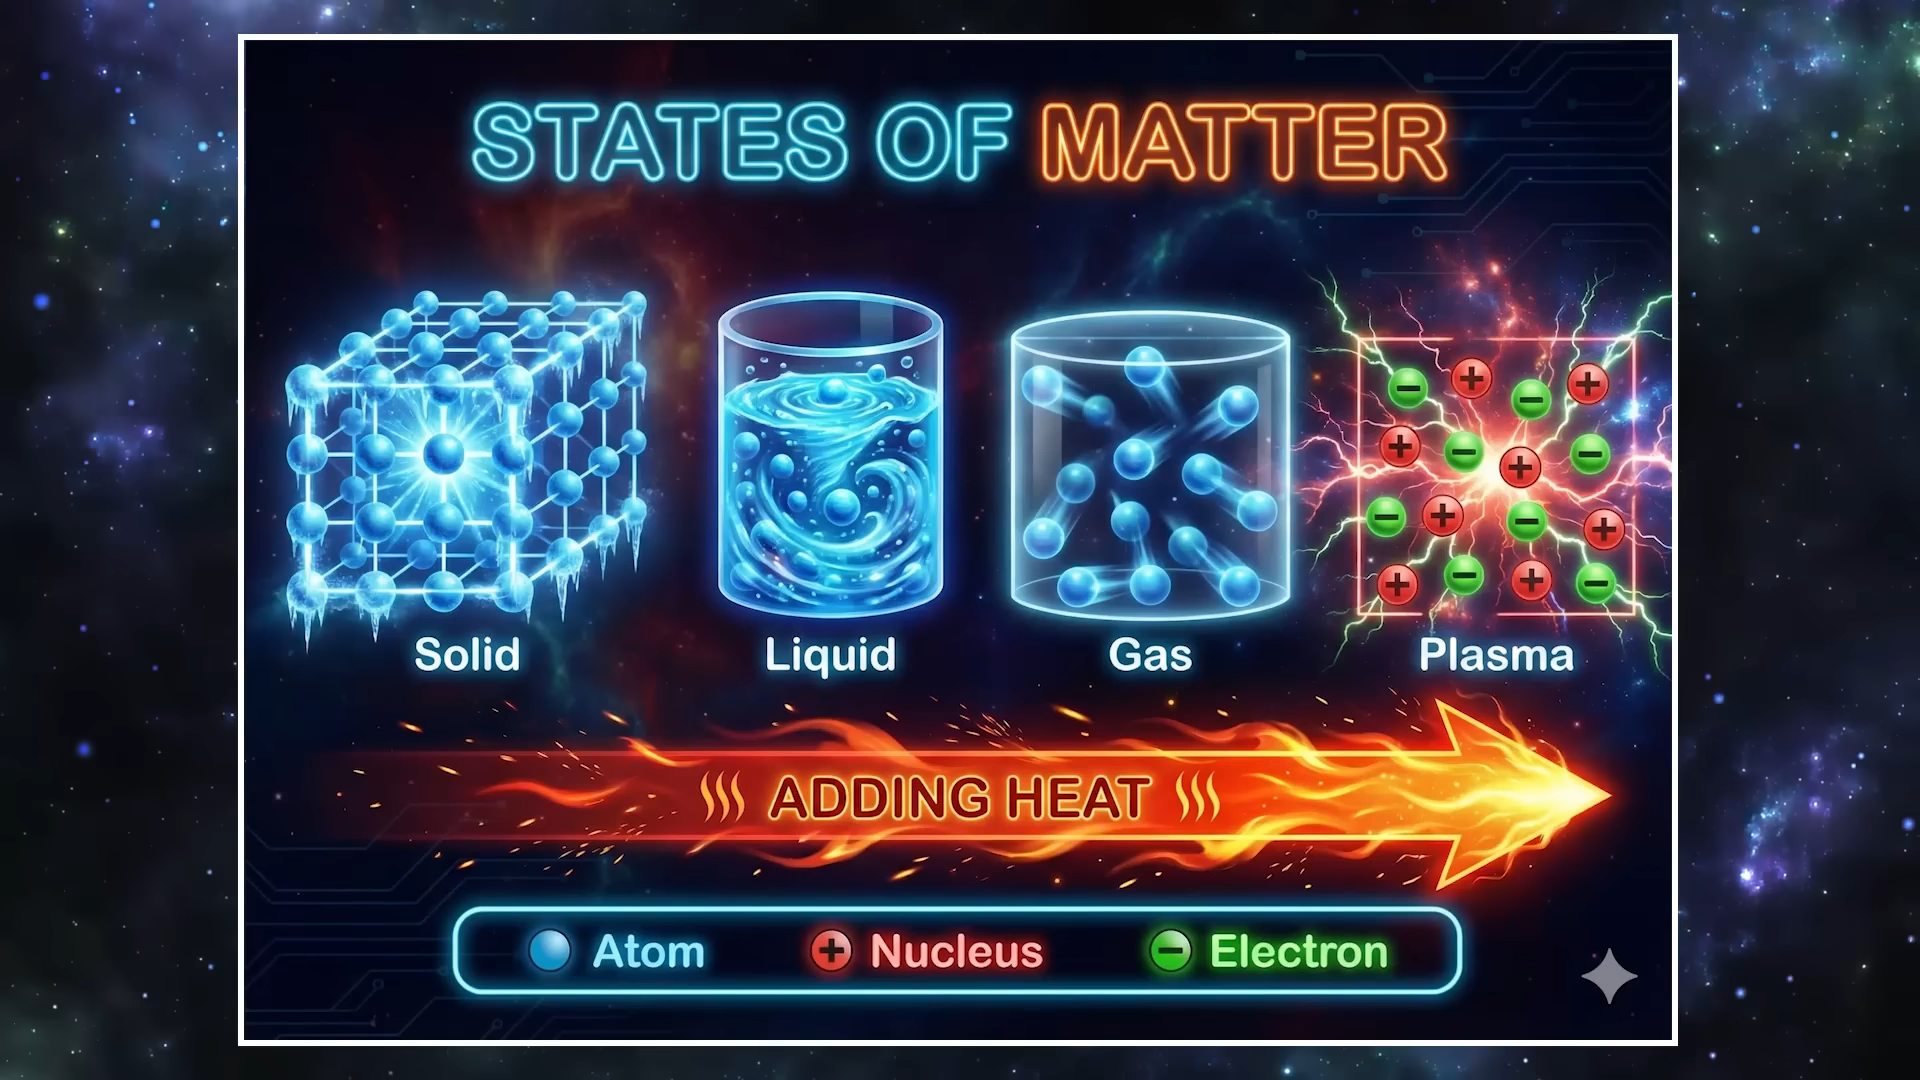 STATES OF MATTER
Solid
Liquid
Gas
Plasma
ADDING HEAT
Atom
Nucleus
Electron